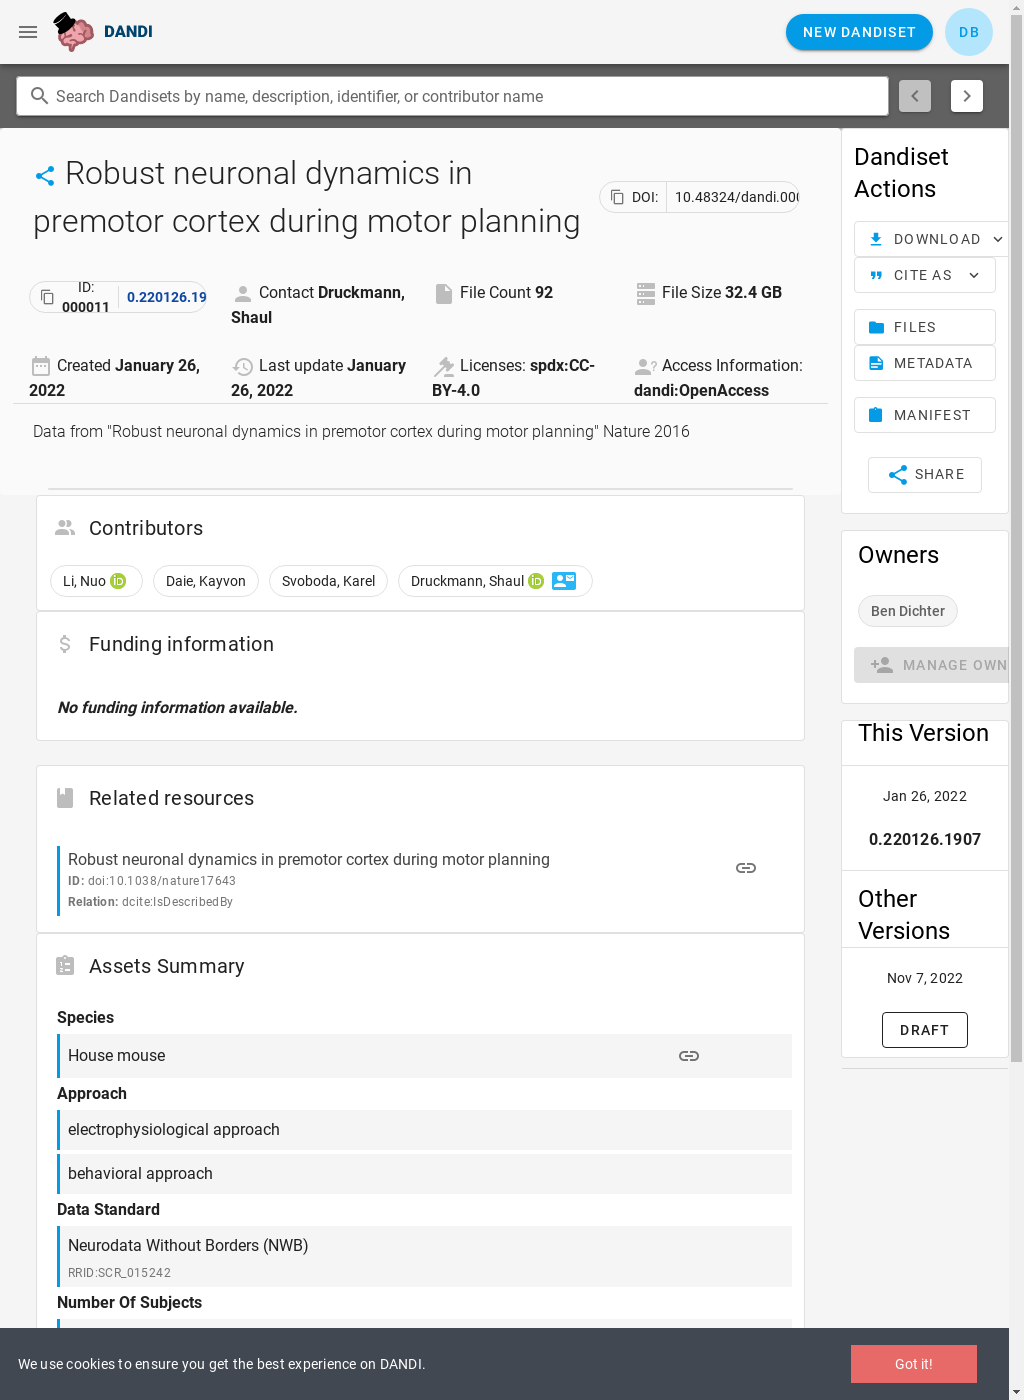 DANDI
NEW DANDISET
DB
Search Dandisets by name, description, identifier, or contributor name
Robust neuronal dynamics in
premotor cortex during motor planning
DOI:
10.48324/dandi.000
ID:
000011
0.220126.19
Contact Druckmann,
Shaul
File Count 92
File Size 32.4 GB
Created January 26,
2022
Last update January
26, 2022
Licenses: spdx:CC-
BY-4.0
Access Information:
dandi:OpenAccess
Data from "Robust neuronal dynamics in premotor cortex during motor planning" Nature 2016
Contributors
Li, Nuo iD
Daie, Kayvon
Svoboda, Karel
Druckmann, Shaul iD
Funding information
No funding information available.
Related resources
Robust neuronal dynamics in premotor cortex during motor planning
ID: doi:10.1038/nature17643
Relation: dcite:IsDescribedBy
Assets Summary
Species
House mouse
Approach
electrophysiological approach
behavioral approach
Data Standard
Neurodata Without Borders (NWB)
RRID:SCR_015242
Number Of Subjects
Dandiset
Actions
DOWNLOAD
CITE AS
FILES
METADATA
MANIFEST
SHARE
Owners
Ben Dichter
MANAGE OWN
This Version
Jan 26, 2022
0.220126.1907
Other
Versions
Nov 7, 2022
DRAFT
We use cookies to ensure you get the best experience on DANDI.
Got it!